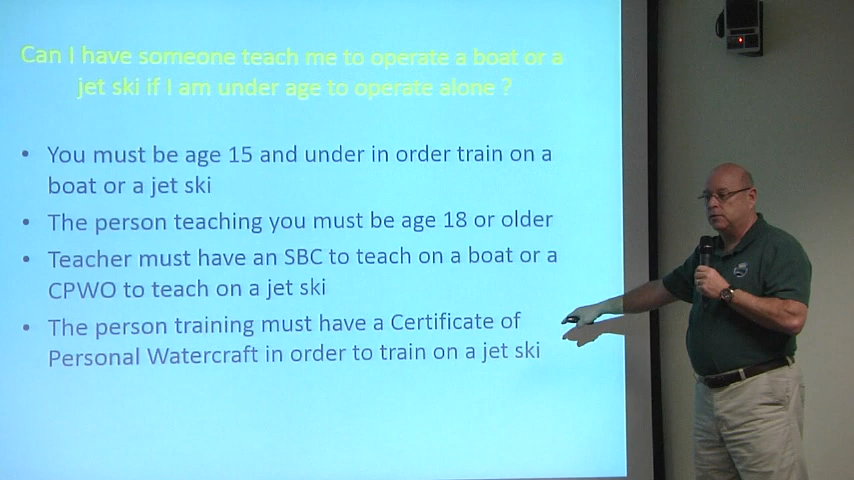 Can I have someone teach me to operate a boat or a
jet ski if I am under age to operate alone ?
• You must be age 15 and under in order train on a
boat or a jet ski
• The person teaching you must be age 18 or older
• Teacher must have an SBC to teach on a boat or a
CPWO to teach on a jet ski
• The person training must have a Certificate of
Personal Watercraft in order to train on a jet ski